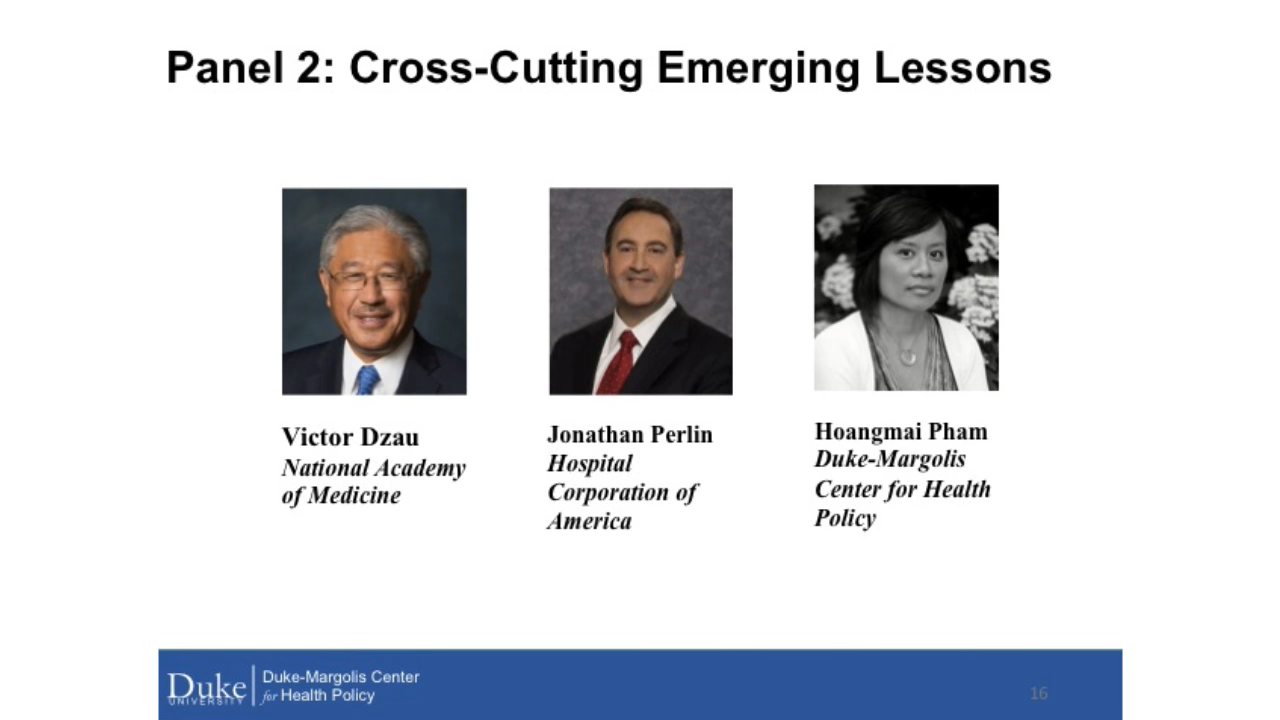 Panel 2: Cross-Cutting Emerging Lessons
Victor Dzau
National Academy
of Medicine
Jonathan Perlin
Hospital
Corporation of
America
Hoangmai Pham
Duke-Margolis
Center for Health
Policy
Duke
UNIVERSITY
Duke-Margolis Center
for Health Policy
16